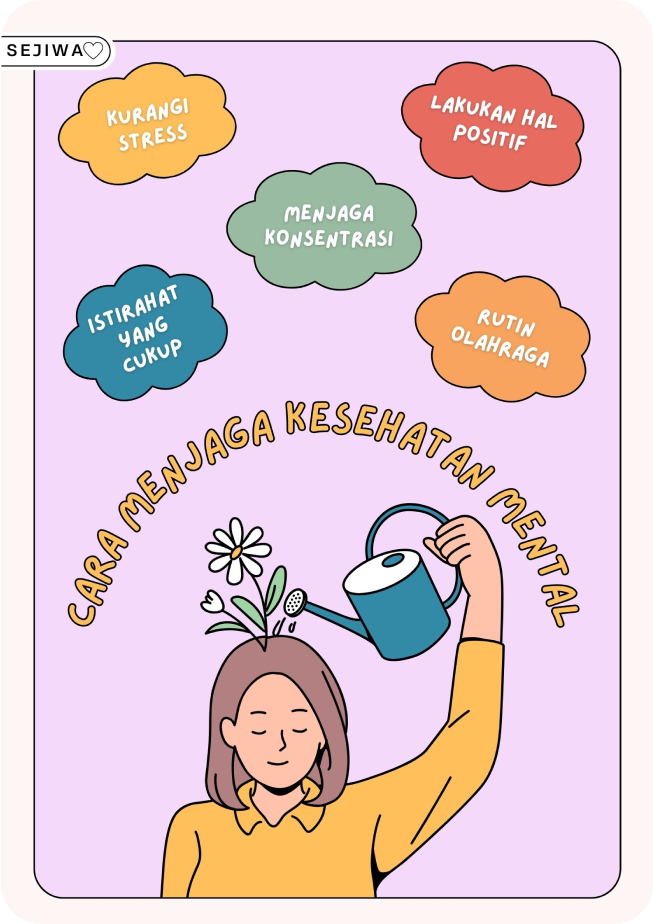 SEJIWA
KURANGI
STRESS
LAKUKAN HAL
POSITIF
MENJAGA
KONSENTRASI
ISTIRAHAT
YANG
CUKUP
RUTIN
OLAHRAGA
CARA MENJAGA KESEHATAN MENTAL